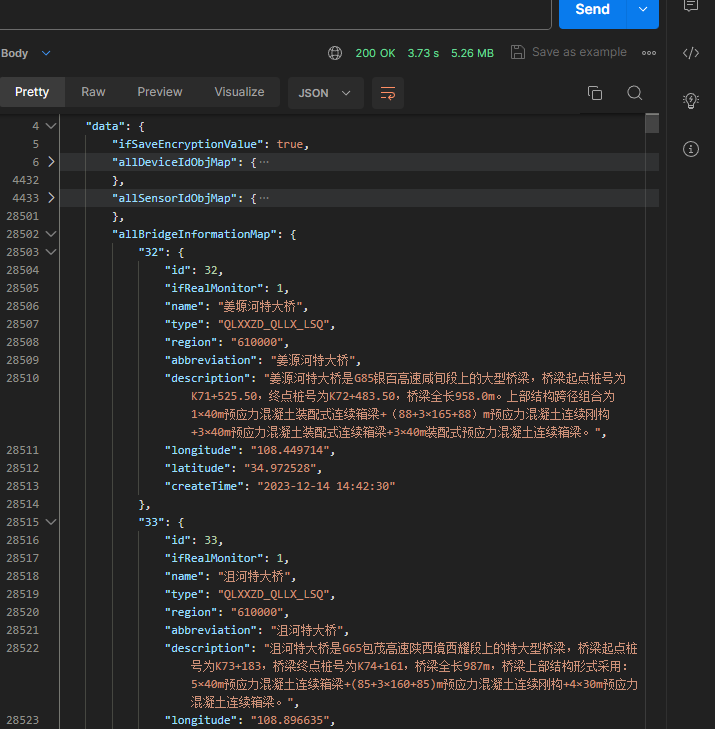 Send
Body
200 OK 3.73 s 5.26 MB Save as example
Pretty Raw Preview Visualize JSON
4 "data": {
5 "ifSaveEncryptionValue": true,
6 "allDeviceIdObjMap": {…
4432 },
4433 "allSensorIdObjMap": {…
28501 },
28502 "allBridgeInformationMap": {
28503 "32": {
28504 "id": 32,
28505 "ifRealMonitor": 1,
28506 "name": "姜嫄河特大桥",
28507 "type": "QLXXZD_QLLX_LSQ",
28508 "region": "610000",
28509 "abbreviation": "姜嫄河特大桥",
28510 "description": "姜嫄河特大桥是G85银百高速咸旬段上的大型桥梁，桥梁起点桩号为
K71+525.50，终点桩号为K72+483.50，桥梁全长958.0m。上部结构跨径组合为
1×40m预应力混凝土装配式连续箱梁+（88+3×165+88）m预应力混凝土连续刚构
+3×40m预应力混凝土装配式连续箱梁+3×40m装配式预应力混凝土连续箱梁。",
28511 "longitude": "108.449714",
28512 "latitude": "34.972528",
28513 "createTime": "2023-12-14 14:42:30"
28514 },
28515 "33": {
28516 "id": 33,
28517 "ifRealMonitor": 1,
28518 "name": "沮河特大桥",
28519 "type": "QLXXZD_QLLX_LSQ",
28520 "region": "610000",
28521 "abbreviation": "沮河特大桥",
28522 "description": "沮河特大桥是G65包茂高速陕西境西耀段上的特大型桥梁，桥梁起点桩
号为K73+183，桥梁终点桩号为K74+161，桥梁全长987m，桥梁上部结构形式采用：
5×40m预应力混凝土连续箱梁+(85+3×160+85)m预应力混凝土连续刚构+4×30m预应力
混凝土连续箱梁。",
28523 "longitude": "108.896635",